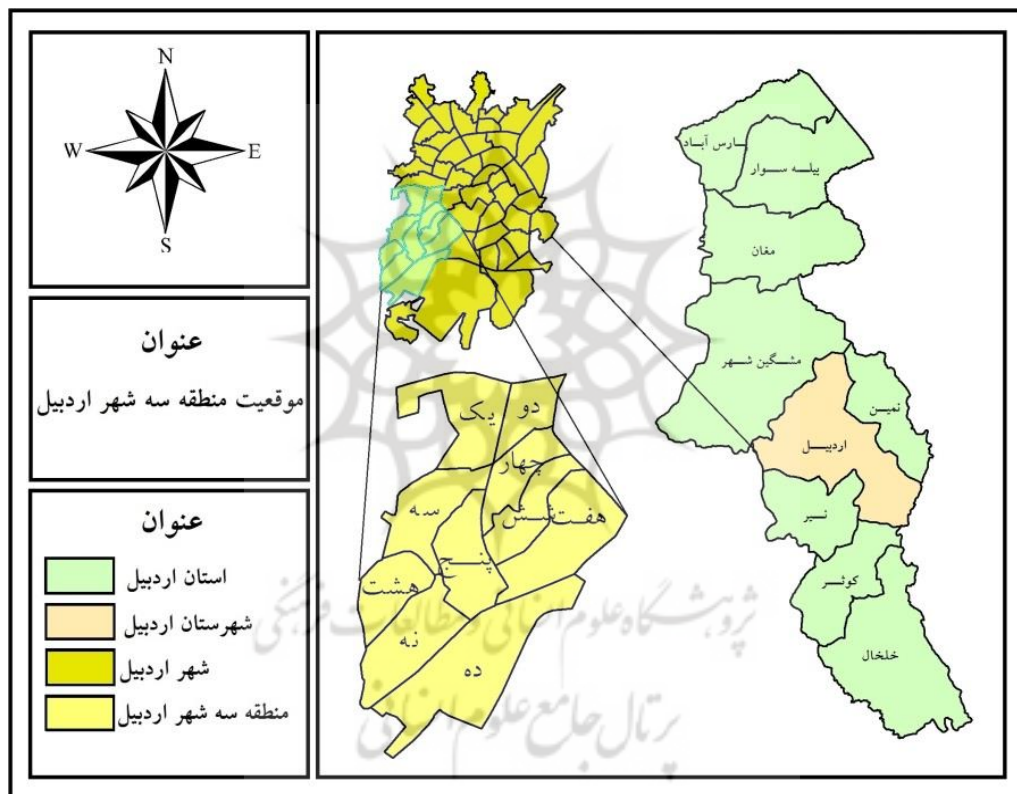 N
W
E
S
عنوان
موقعیت منطقه سه شهر اردبیل
عنوان
استان اردبیل
شهرستان اردبیل
شهر اردبیل
منطقه سه شهر اردبیل
پارس آباد
بیله سوار
مغان
مشگین شهر
نمین
اردبیل
نیر
کوثر
خلخال
یک
دو
چهار
سه
شش
هفت
پنج
هشت
نه
ده
پژوهشگاه علوم انسانی و مطالعات فرهنگی
پرتال جامع علوم انسانی